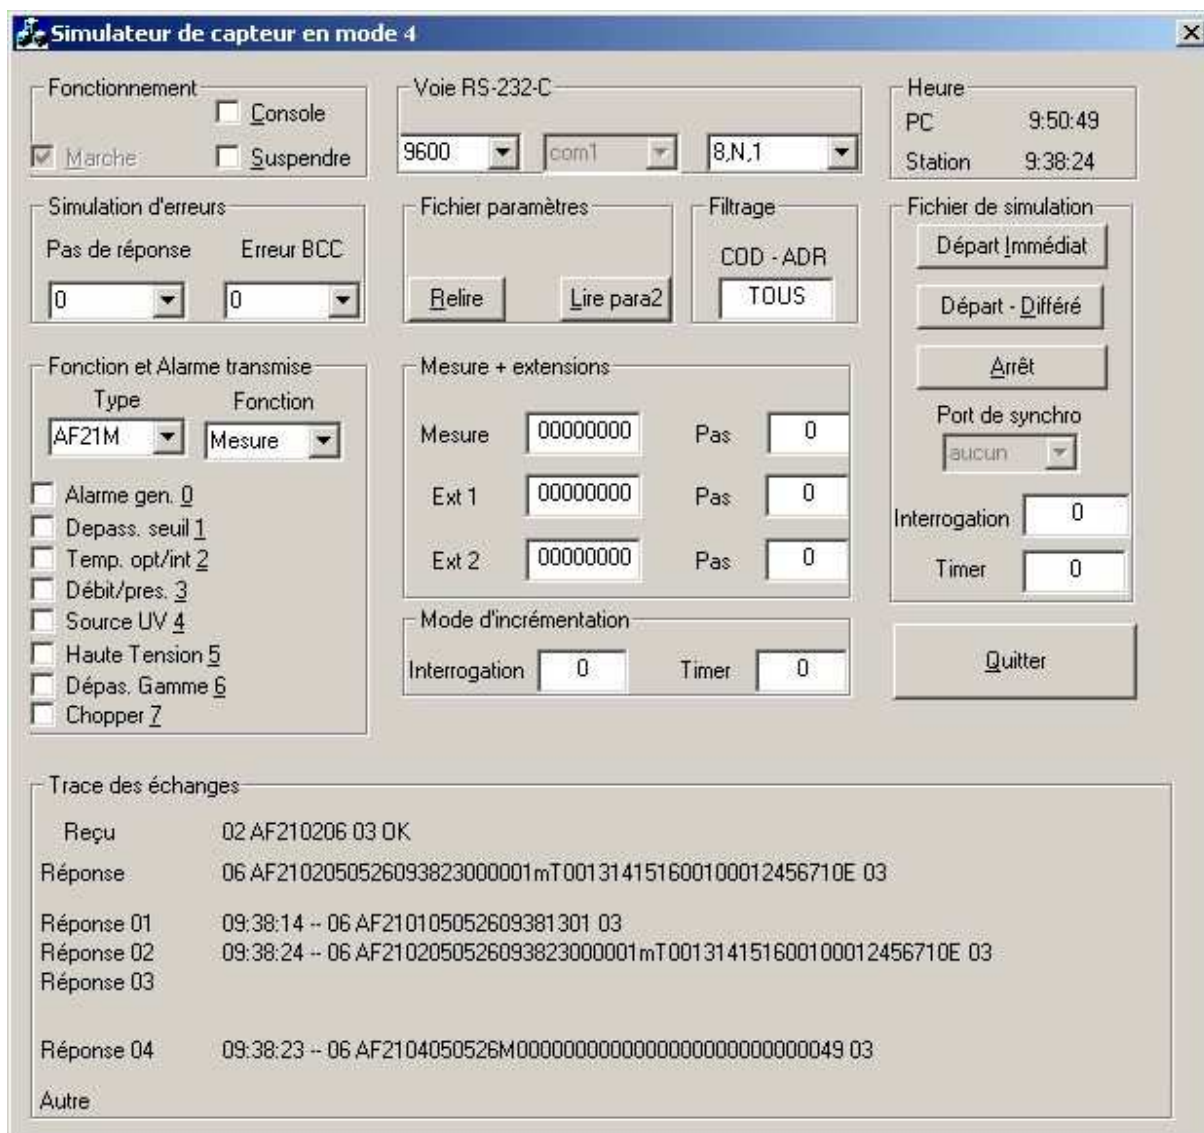 Simulateur de capteur en mode 4
Fonctionnement
Console
Marche
Suspendre
Voie RS-232-C
9600
com1
8,N,1
Heure
PC 9:50:49
Station 9:38:24
Simulation d'erreurs
Pas de réponse Erreur BCC
0 0
Fichier paramètres
Relire Lire para2
Filtrage
COD - ADR
TOUS
Fichier de simulation
Départ Immédiat
Départ - Différé
Arrêt
Port de synchro
aucun
Interrogation 0
Timer 0
Fonction et Alarme transmise
Type Fonction
AF21M Mesure
Alarme gen. 0
Depass. seuil 1
Temp. opt/int 2
Débit/pres. 3
Source UV 4
Haute Tension 5
Dépas. Gamme 6
Chopper 7
Mesure + extensions
Mesure 00000000 Pas 0
Ext 1 00000000 Pas 0
Ext 2 00000000 Pas 0
Mode d'incrémentation
Interrogation 0 Timer 0
Quitter
Trace des échanges
Reçu 02 AF210206 03 OK
Réponse 06 AF2102050526093823000001mT00131415160010001245671​0E 03
Réponse 01 09:38:14 -- 06 AF210105052609381301 03
Réponse 02 09:38:24 -- 06 AF2102050526093823000001mT001314151600100012456710E 03
Réponse 03
Réponse 04 09:38:23 -- 06 AF2104050526M00000000000000000000000000049 03
Autre